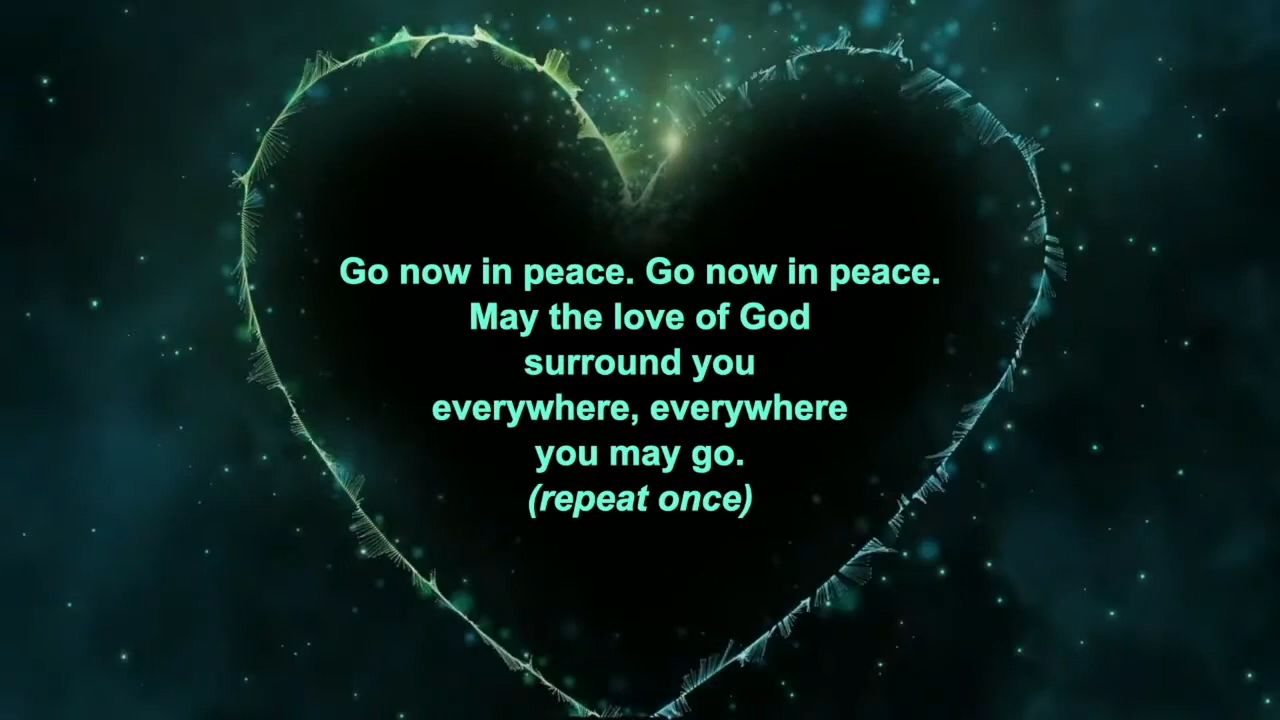 Go now in peace. Go now in peace.
May the love of God
surround you
everywhere, everywhere
you may go.
(repeat once)